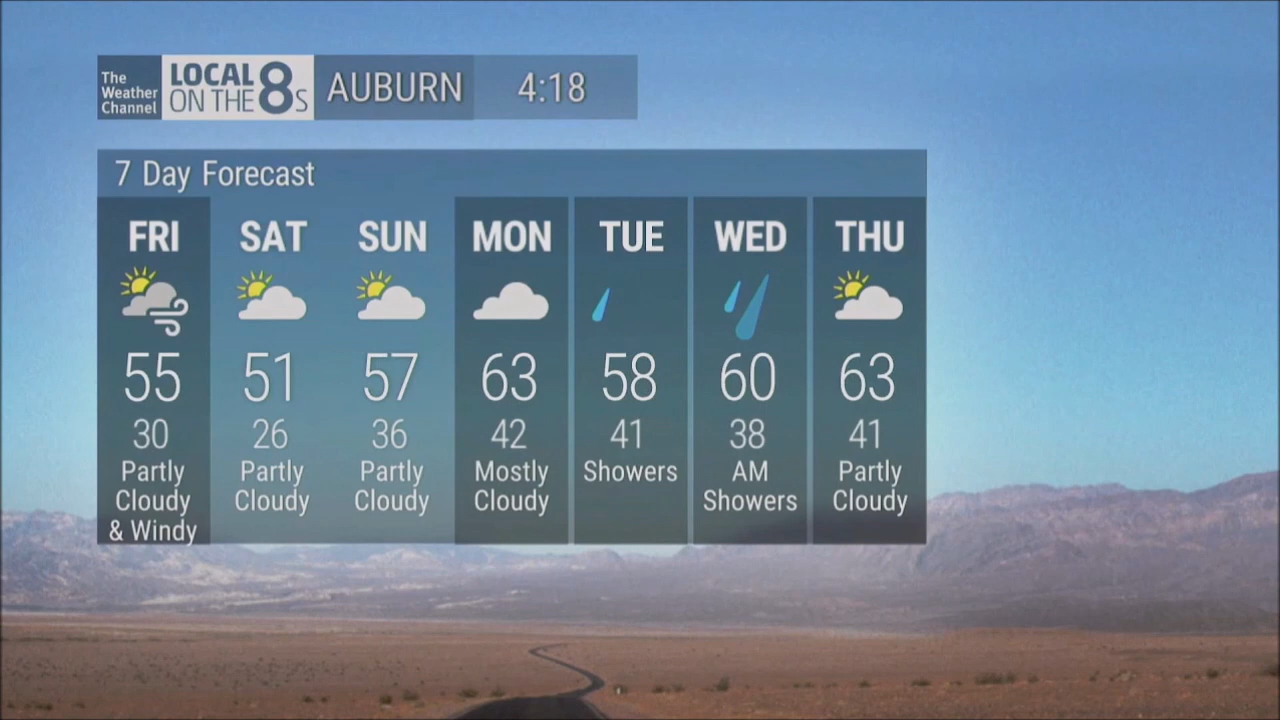 The Weather Channel
LOCAL ON THE 8s
AUBURN 4:18
7 Day Forecast
FRI SAT SUN MON TUE WED THU
55 51 57 63 58 60 63
30 26 36 42 41 38 41
Partly Partly Partly Mostly Showers AM Partly
Cloudy Cloudy Cloudy Cloudy Showers Cloudy
& Windy